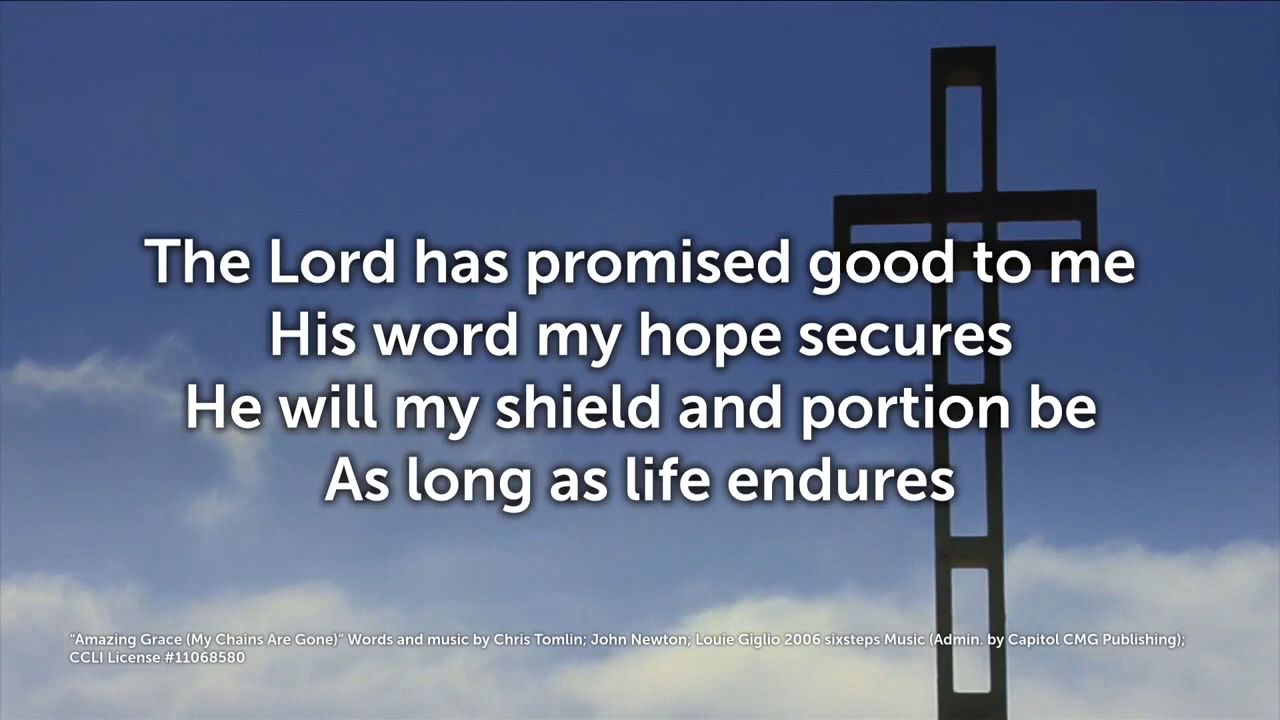 The Lord has promised good to me
His word my hope secures
He will my shield and portion be
As long as life endures
"Amazing Grace (My Chains Are Gone)" Words and music by Chris Tomlin; John Newton; Louie Giglio 2006 sixsteps Music (Admin. by Capitol CMG Publishing);
CCLI License #11068580